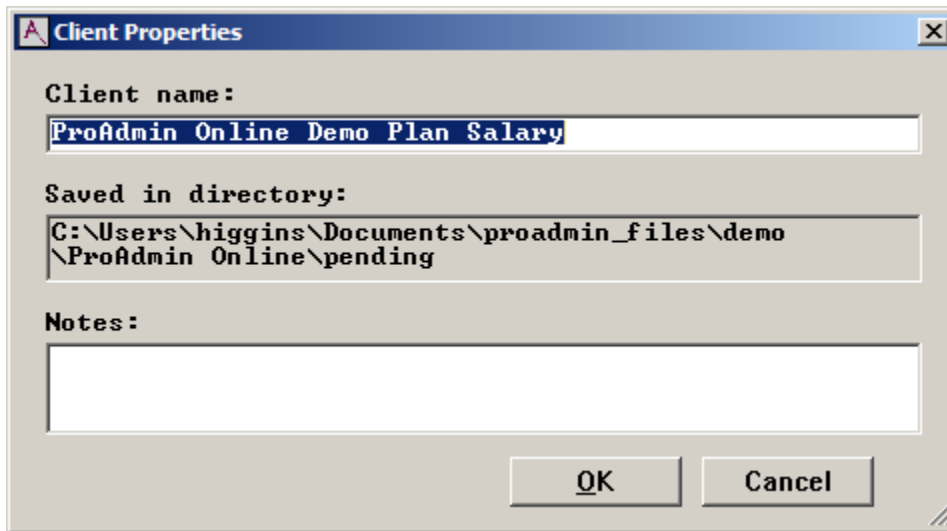 Client Properties
Client name:
ProAdmin Online Demo Plan Salary
Saved in directory:
C:\Users\higgins\Documents\proadmin_files\demo
\ProAdmin Online\pending
Notes:
OK
Cancel